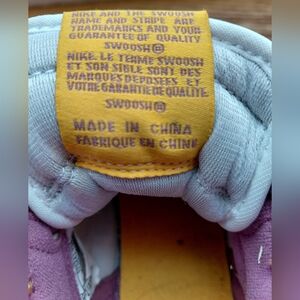 NIKE AND THE SWOOSH
NAME AND STRIPE ARE
TRADEMARKS AND YOUR
GUARANTEE OF QUALITY
SWOOSH®
NIKE. LE TERME SWOOSH
ET SON SIGLE SONT DES
MARQUES DEPOSEES ET
VOTRE GARANTIE DE QUALITE.
SWOOSH®
MADE IN CHINA
FABRIQUE EN CHINE